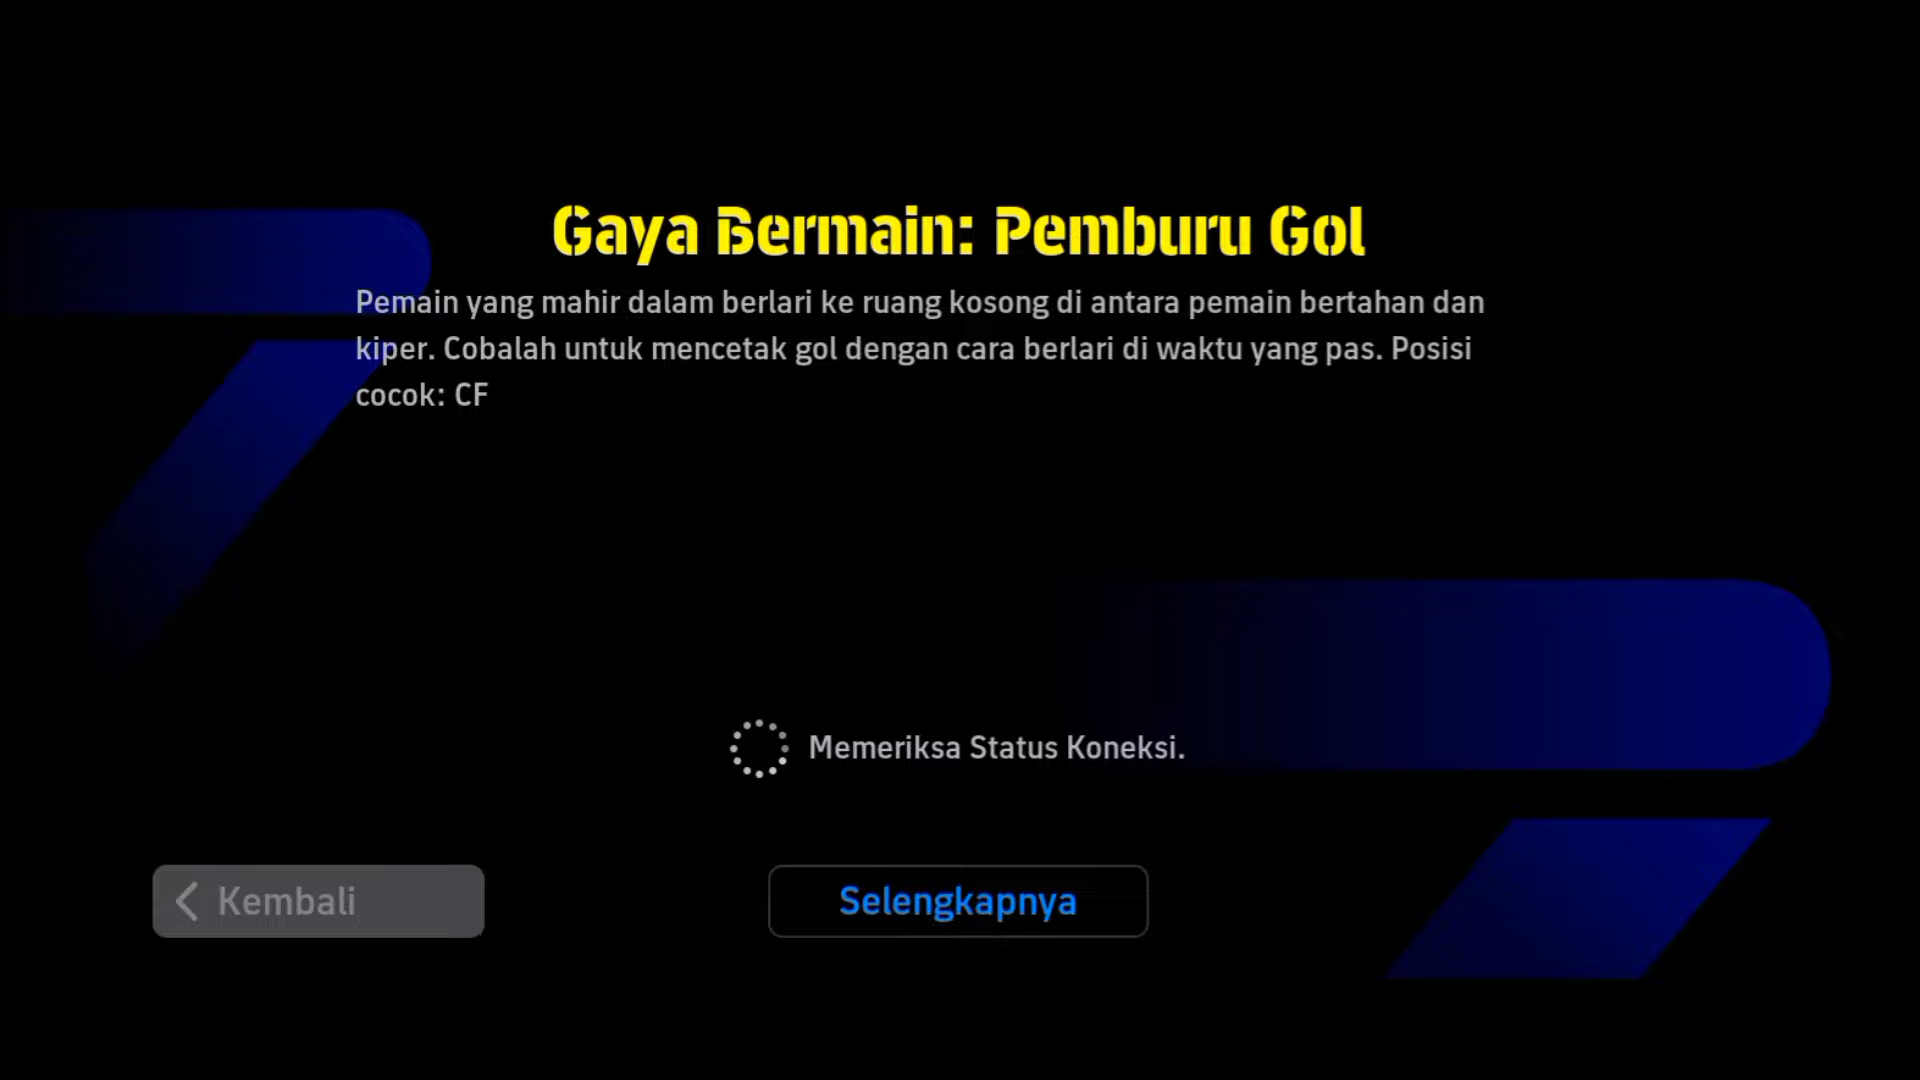 Gaya Bermain: Pemburu Gol
Pemain yang mahir dalam berlari ke ruang kosong di antara pemain bertahan dan
kiper. Cobalah untuk mencetak gol dengan cara berlari di waktu yang pas. Posisi
cocok: CF
Memeriksa Status Koneksi.
Kembali
Selengkapnya